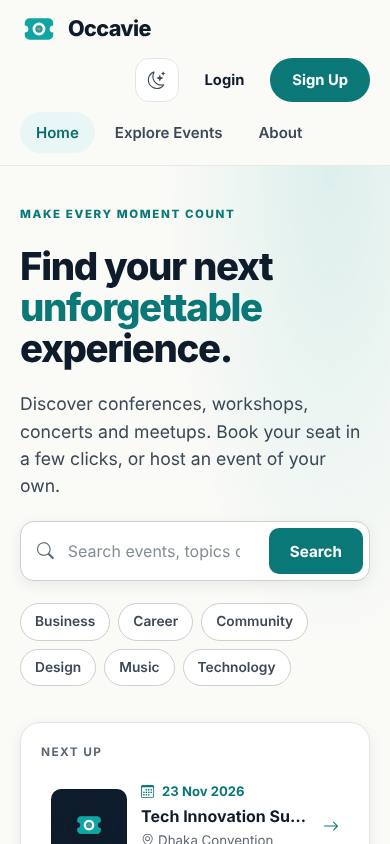 Occavie
Login
Sign Up
Home
Explore Events
About
MAKE EVERY MOMENT COUNT
Find your next
unforgettable
experience.
Discover conferences, workshops,
concerts and meetups. Book your seat in
a few clicks, or host an event of your
own.
Search events, topics
Search
Business
Career
Community
Design
Music
Technology
NEXT UP
23 Nov 2026
Tech Innovation Su...
Dhaka Convention